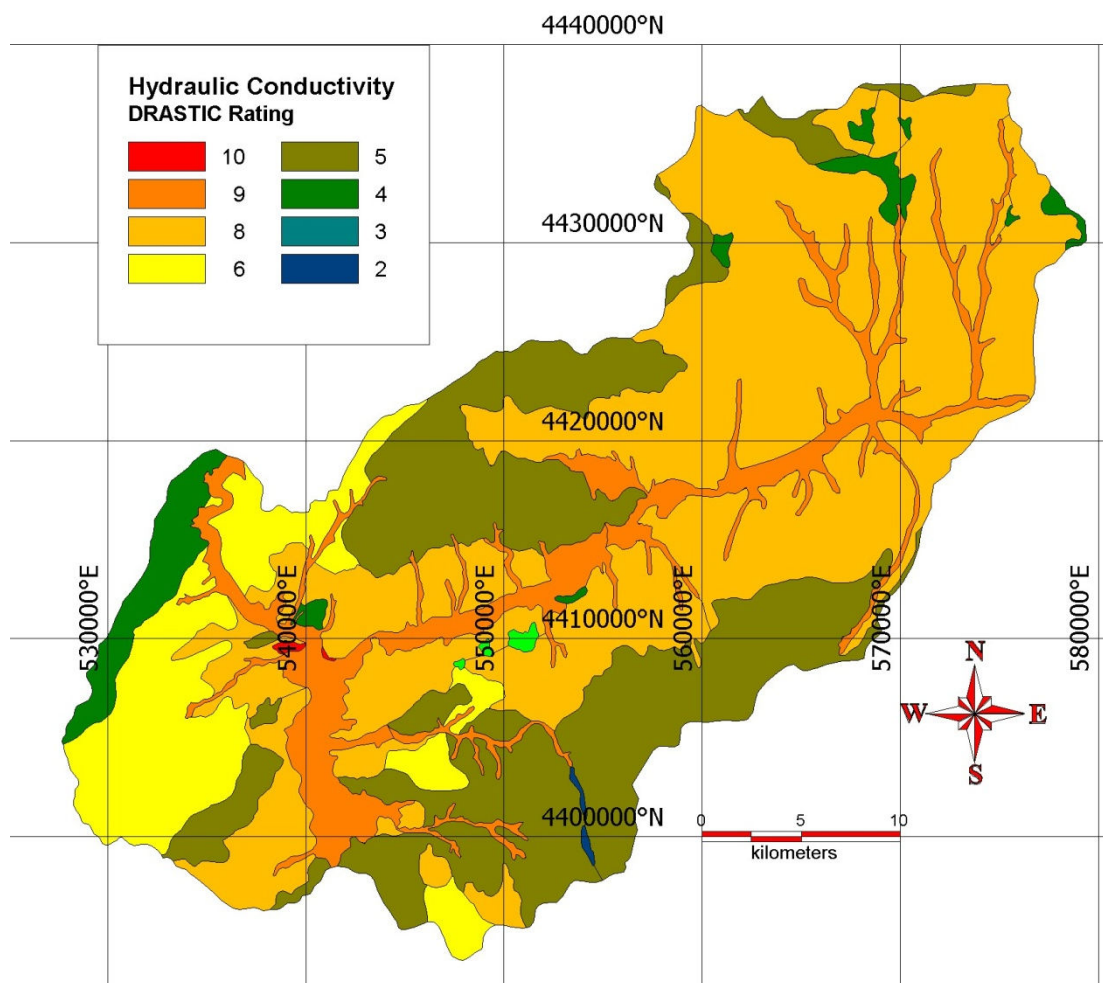 4440000°N
Hydraulic Conductivity
DRASTIC Rating
10
5
9
4
8
3
6
2
4430000°N
4420000°N
530000°E
540000°E
550000°E
560000°E
570000°E
580000°E
4410000°N
N
W
E
S
4400000°N
0
5
10
kilometers